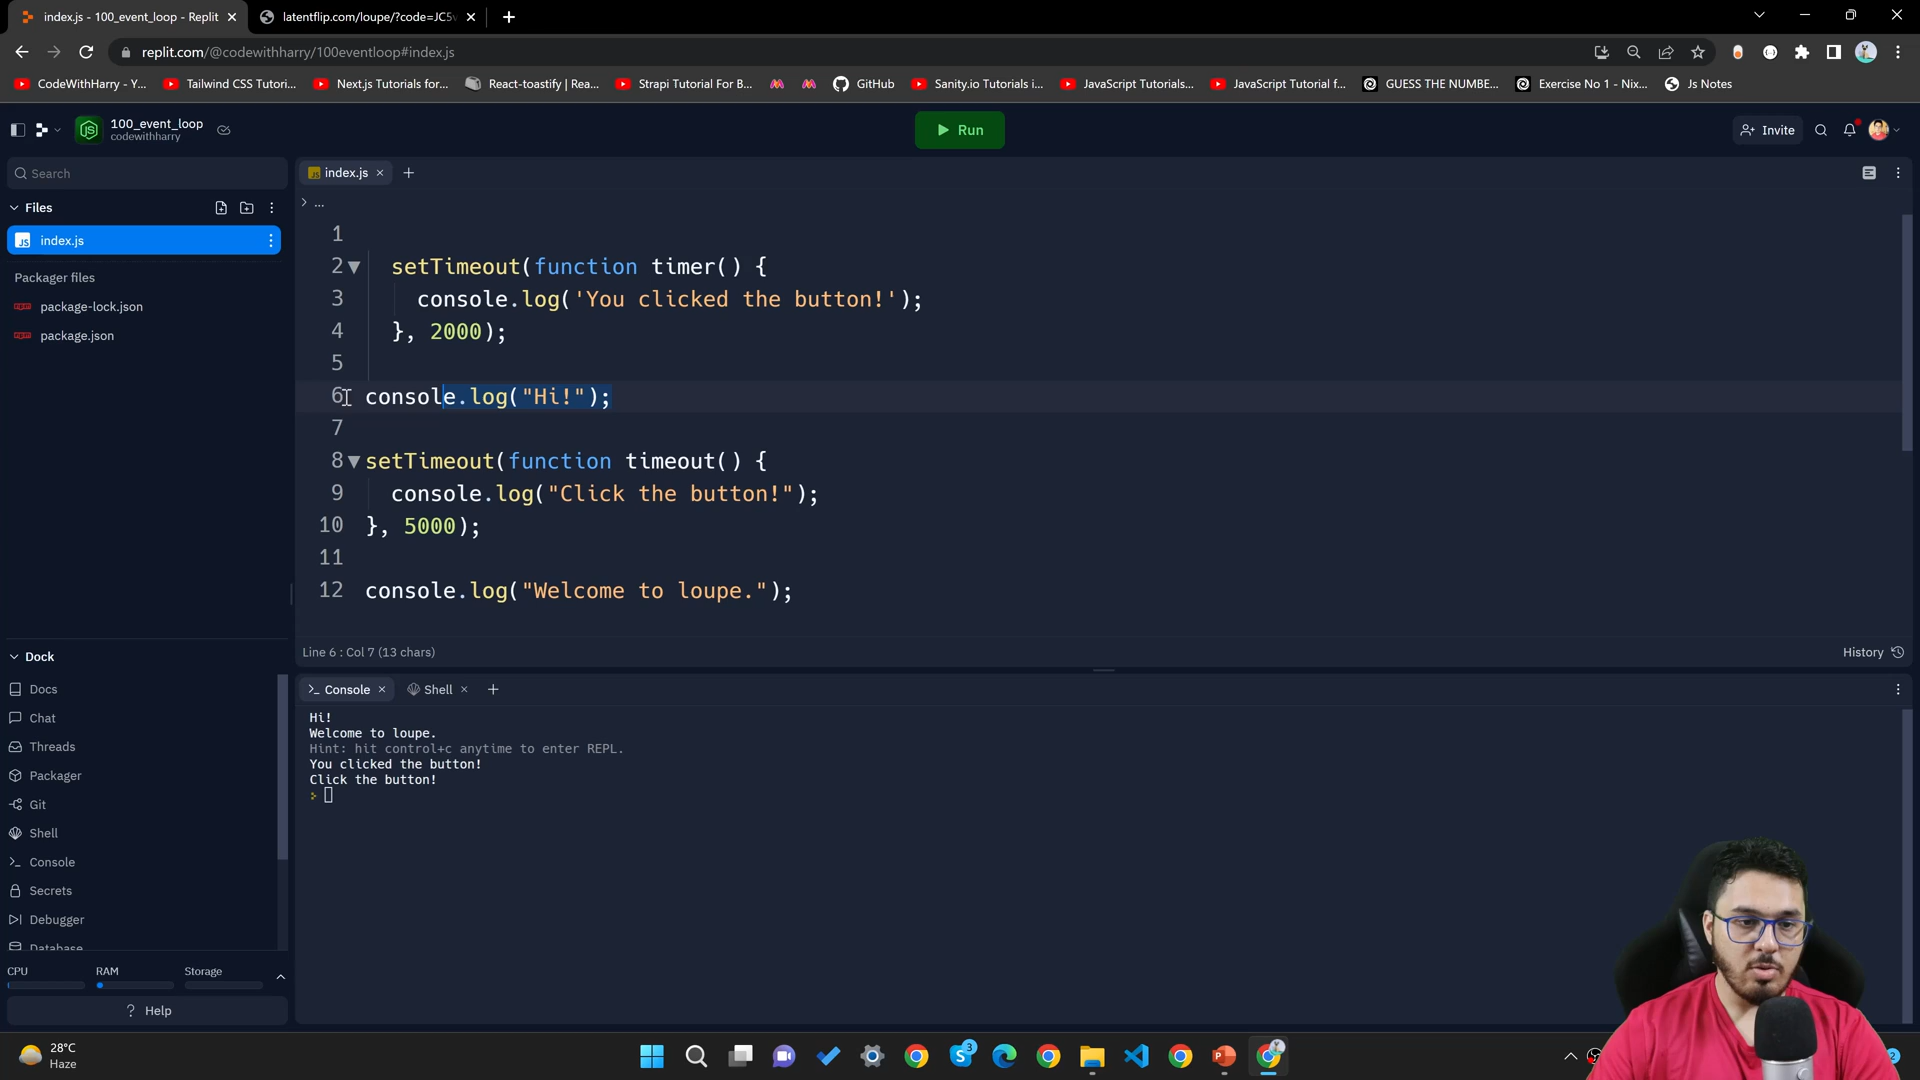 index.js - 100_event_loop - Replit
latentflip.com/loupe/?code=JC5
replit.com/@codewithharry/100eventloop#index.js
CodeWithHarry - Y...
Tailwind CSS Tutori...
Next.js Tutorials for...
React-toastify | Rea...
Strapi Tutorial For B...
GitHub
Sanity.io Tutorials i...
JavaScript Tutorials...
JavaScript Tutorial f...
GUESS THE NUMBE...
Exercise No 1 - Nix...
Js Notes
100_event_loop
codewithharry
Run
Invite
Search
index.js
Files
...
index.js
Packager files
package-lock.json
package.json
1
2 setTimeout(function timer() {
3 console.log('You clicked the button!');
4 }, 2000);
5
6 console.log("Hi!");
7
8 setTimeout(function timeout() {
9 console.log("Click the button!");
10 }, 5000);
11
12 console.log("Welcome to loupe.");
Line 6 : Col 7 (13 chars)
History
Dock
Docs
Chat
Threads
Packager
Git
Shell
Console
Secrets
Debugger
Database
CPU
RAM
Storage
? Help
Console
Shell
Hi!
Welcome to loupe.
Hint: hit control+c anytime to enter REPL.
You clicked the button!
Click the button!
28°C
Haze
3
2